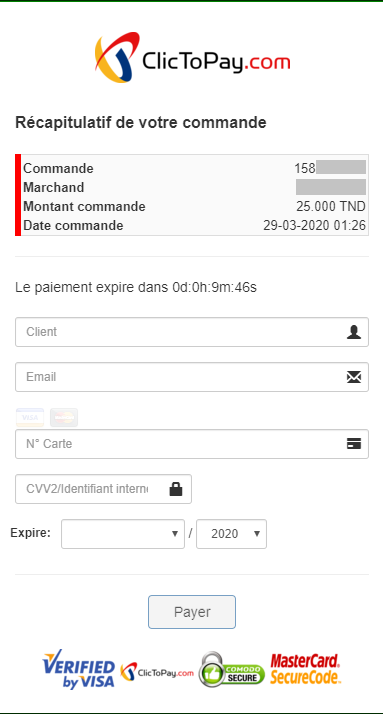 ClicToPay.com
Récapitulatif de votre commande
Commande 158
Marchand
Montant commande 25.000 TND
Date commande 29-03-2020 01:26
Le paiement expire dans 0d:0h:9m:46s
Client
Email
VISA MasterCard
N° Carte
CVV2/Identifiant interne
Expire: / 2020
Payer
VERIFIED by VISA
ClicToPay.com
COMODO SECURE
MasterCard. SecureCode.